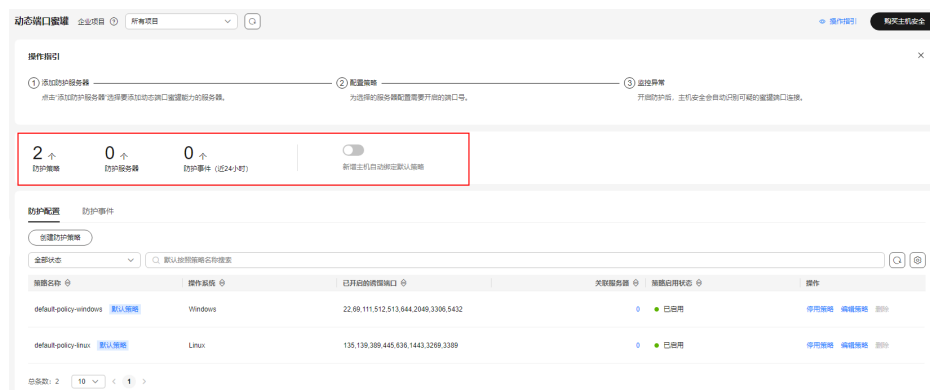 动态端口蜜罐 企业项目 所有项目 操作指引 购买主机安全
操作指引
1 添加防护服务器 2 配置策略 3 监控异常
点击“添加防护服务器”选择要添加动态端口蜜罐能力的服务器。 为选择的服务器配置需要开启的端口号。 开启防护后，主机安全会自动识别可疑的蜜罐端口连接。
2 个 0 个 0 个
防护策略 防护服务器 防护事件（近24小时） 新增主机自动绑定默认策略
防护配置 防护事件
创建防护策略
全部状态 默认按照策略名称搜索
策略名称 操作系统 已开启的诱饵端口 关联服务器 策略启用状态 操作
default-policy-windows 默认策略 Windows 22,69,111,512,513,644,2049,3306,5432 0 已启用 停用策略 编辑策略 删除
default-policy-linux 默认策略 Linux 135,139,389,445,636,1443,3269,3389 0 已启用 停用策略 编辑策略 删除
总条数：2 10 1